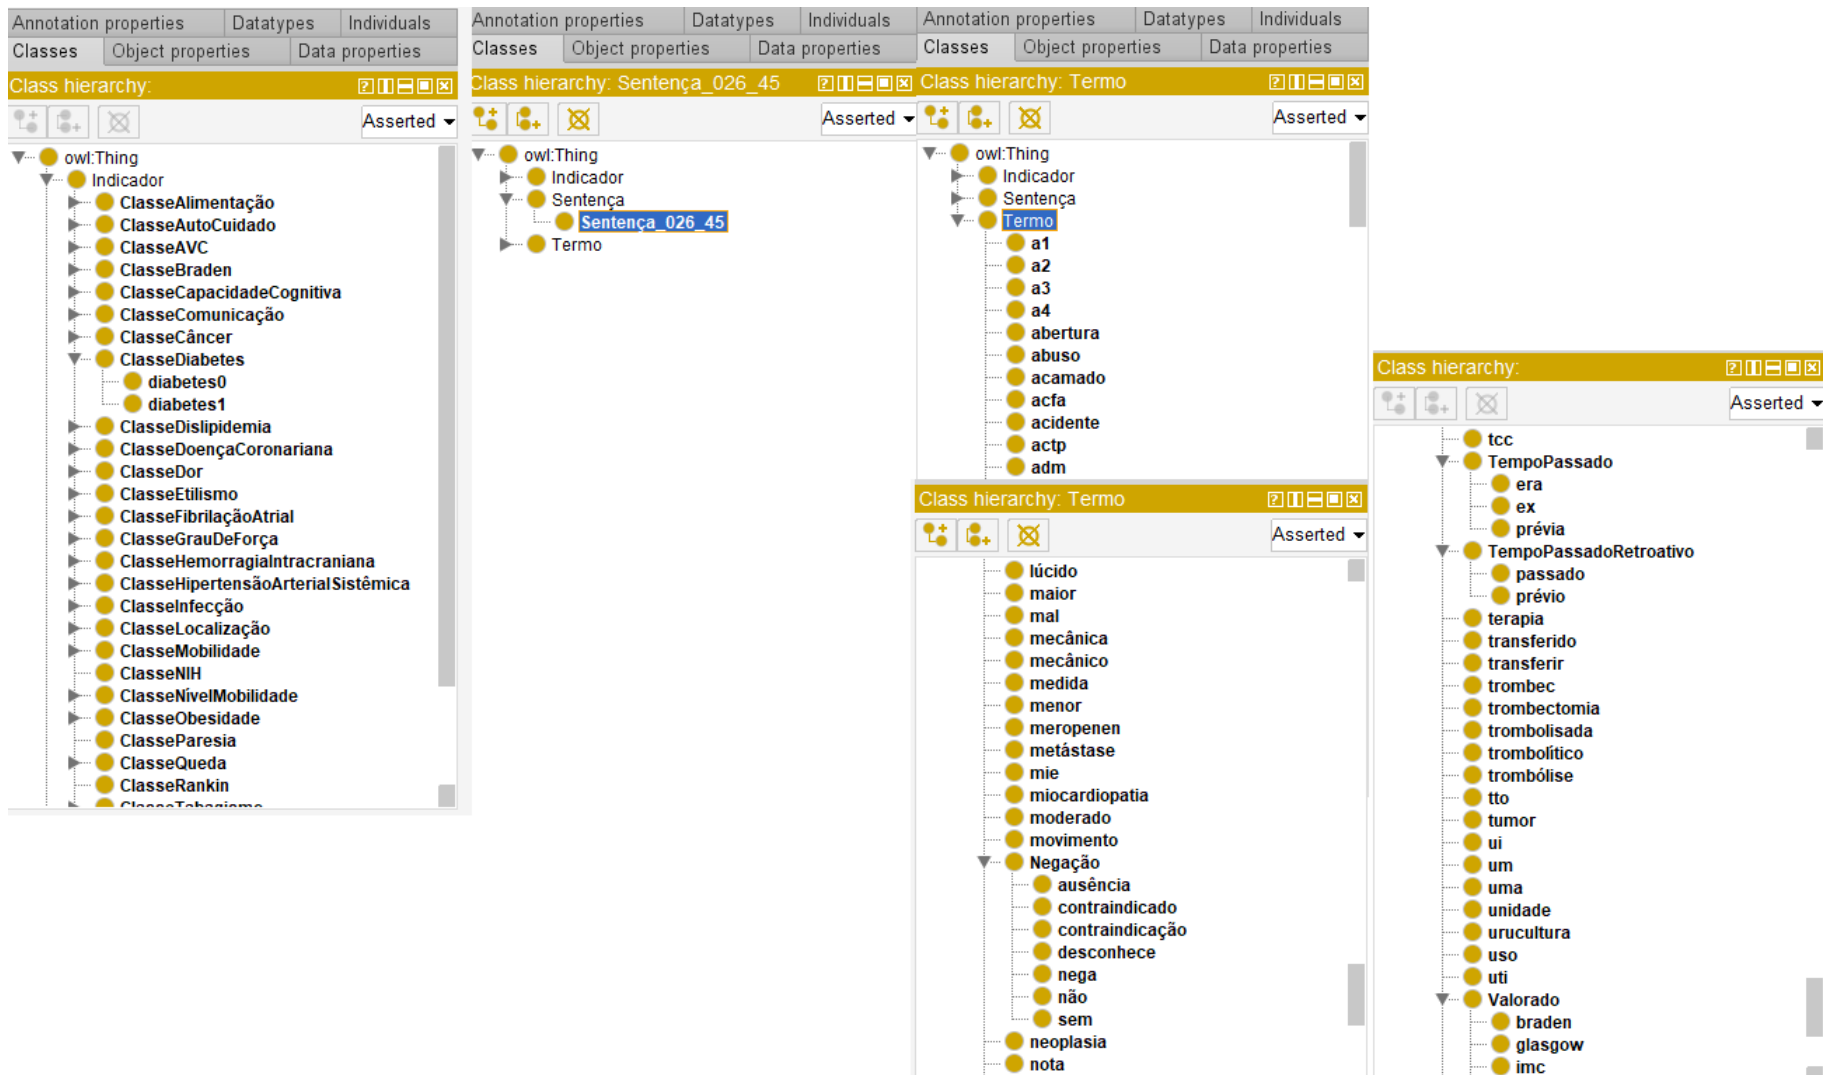 Annotation properties Datatypes Individuals
Classes Object properties Data properties
Class hierarchy:
Asserted
owl:Thing
Indicador
ClasseAlimentação
ClasseAutoCuidado
ClasseAVC
ClasseBraden
ClasseCapacidadeCognitiva
ClasseComunicação
ClasseCâncer
ClasseDiabetes
diabetes0
diabetes1
ClasseDislipidemia
ClasseDoençaCoronariana
ClasseDor
ClasseEtilismo
ClasseFibrilaçãoAtrial
ClasseGrauDeForça
ClasseHemorragiaIntracraniana
ClasseHipertensãoArterialSistêmica
ClasseInfecção
ClasseLocalização
ClasseMobilidade
ClasseNIH
ClasseNívelMobilidade
ClasseObesidade
ClasseParesia
ClasseQueda
ClasseRankin
ClasseTabagismo
Annotation properties Datatypes Individuals
Classes Object properties Data properties
Class hierarchy: Sentença_026_45
Asserted
owl:Thing
Indicador
Sentença
Sentença_026_45
Termo
Annotation properties Datatypes Individuals
Classes Object properties Data properties
Class hierarchy: Termo
Asserted
owl:Thing
Indicador
Sentença
Termo
a1
a2
a3
a4
abertura
abuso
acamado
acfa
acidente
actp
adm
Class hierarchy: Termo
Asserted
lúcido
maior
mal
mecânica
mecânico
medida
menor
meropenen
metástase
mie
miocardiopatia
moderado
movimento
Negação
ausência
contraindicado
contraindicação
desconhece
nega
não
sem
neoplasia
nota
Class hierarchy:
Asserted
tcc
TempoPassado
era
ex
prévia
TempoPassadoRetroativo
passado
prévio
terapia
transferido
transferir
trombec
trombectomia
trombolisada
trombolítico
trombólise
tto
tumor
ui
um
uma
unidade
urucultura
uso
uti
Valorado
braden
glasgow
imc